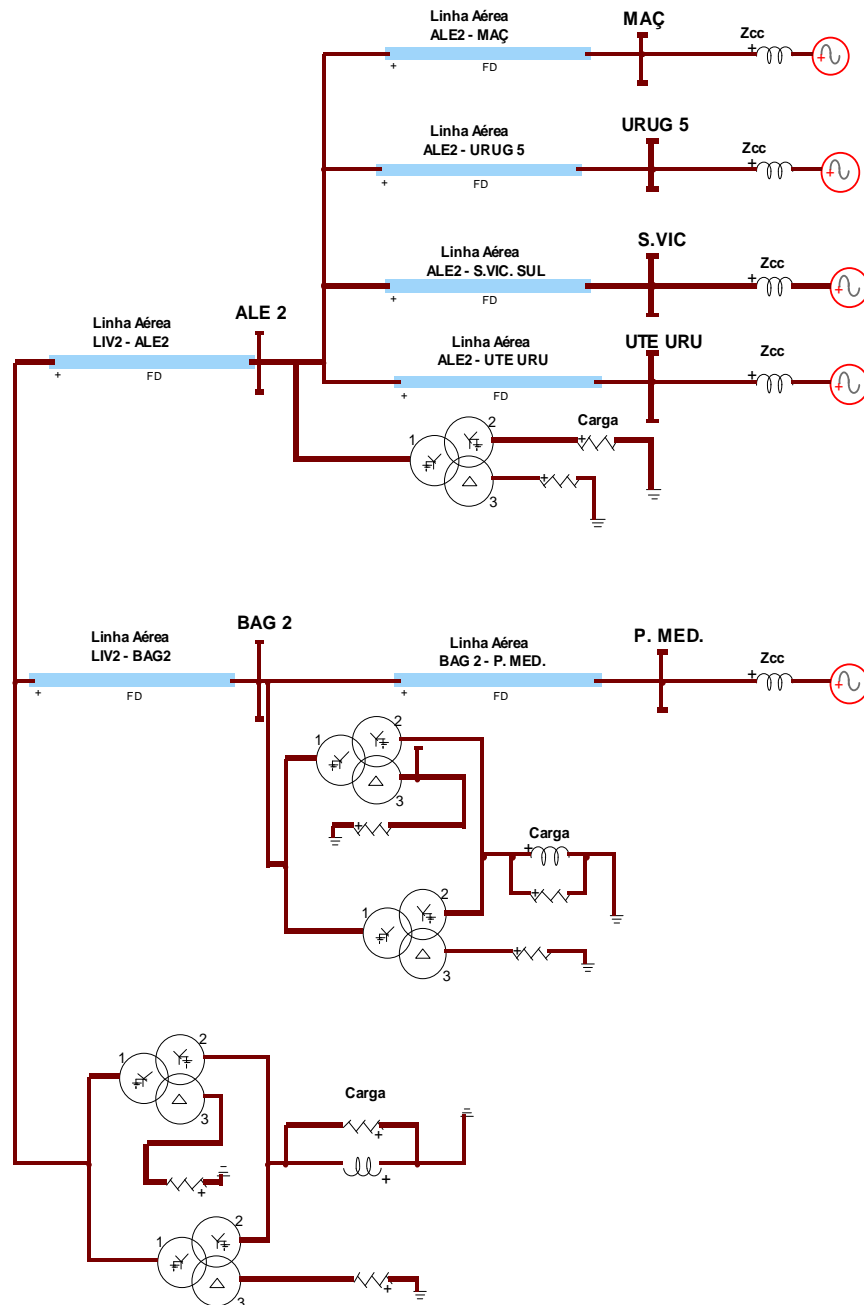 Linha Aérea
ALE2 - MAÇ
+
FD
MAÇ
Zcc
+
+
Linha Aérea
ALE2 - URUG 5
+
FD
URUG 5
Zcc
+
+
Linha Aérea
ALE2 - S.VIC. SUL
+
FD
S.VIC
Zcc
+
+
ALE 2
Linha Aérea
LIV2 - ALE2
+
FD
Linha Aérea
ALE2 - UTE URU
+
FD
UTE URU
Zcc
+
+
1
2
3
Carga
+
+
BAG 2
Linha Aérea
LIV2 - BAG2
+
FD
Linha Aérea
BAG 2 - P. MED.
+
FD
P. MED.
Zcc
+
+
1
2
3
+
Carga
+
+
1
2
3
+
1
2
3
+
Carga
+
+
1
2
3
+